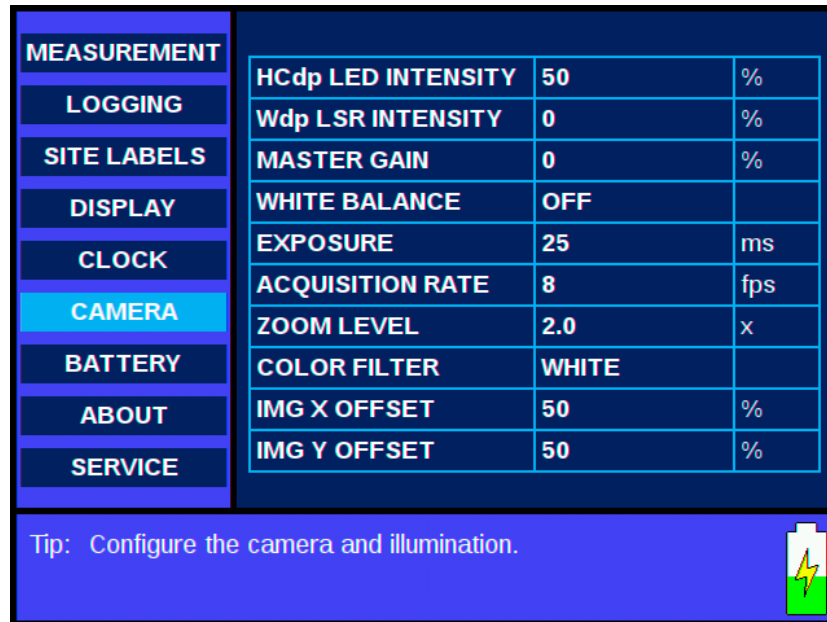 MEASUREMENT
LOGGING
SITE LABELS
DISPLAY
CLOCK
CAMERA
BATTERY
ABOUT
SERVICE
HCdp LED INTENSITY 50 %
Wdp LSR INTENSITY 0 %
MASTER GAIN 0 %
WHITE BALANCE OFF
EXPOSURE 25 ms
ACQUISITION RATE 8 fps
ZOOM LEVEL 2.0 x
COLOR FILTER WHITE
IMG X OFFSET 50 %
IMG Y OFFSET 50 %
Tip: Configure the camera and illumination.